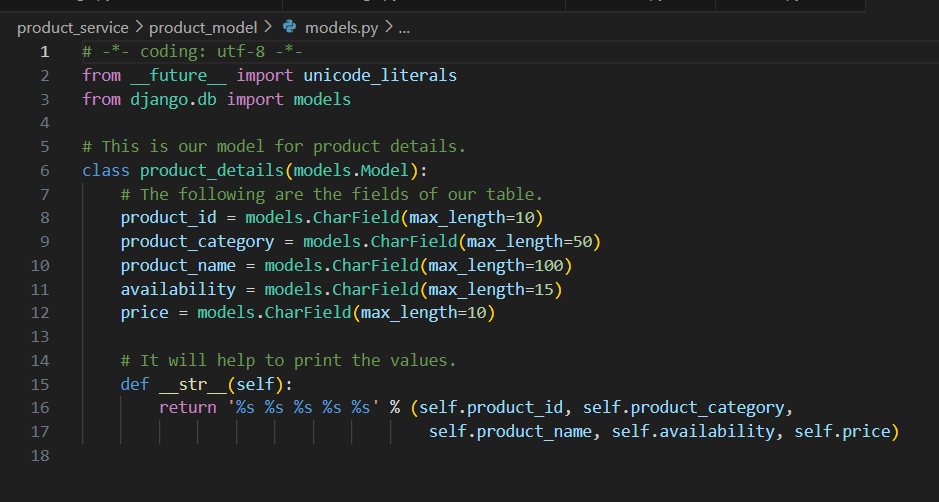 product_service > product_model > models.py > ...
1 # -*- coding: utf-8 -*-
2 from __future__ import unicode_literals
3 from django.db import models
4
5 # This is our model for product details.
6 class product_details(models.Model):
7     # The following are the fields of our table.
8     product_id = models.CharField(max_length=10)
9     product_category = models.CharField(max_length=50)
10     product_name = models.CharField(max_length=100)
11     availability = models.CharField(max_length=15)
12     price = models.CharField(max_length=10)
13
14     # It will help to print the values.
15     def __str__(self):
16         return '%s %s %s %s %s' % (self.product_id, self.product_category,
17                                     self.product_name, self.availability, self.price)
18